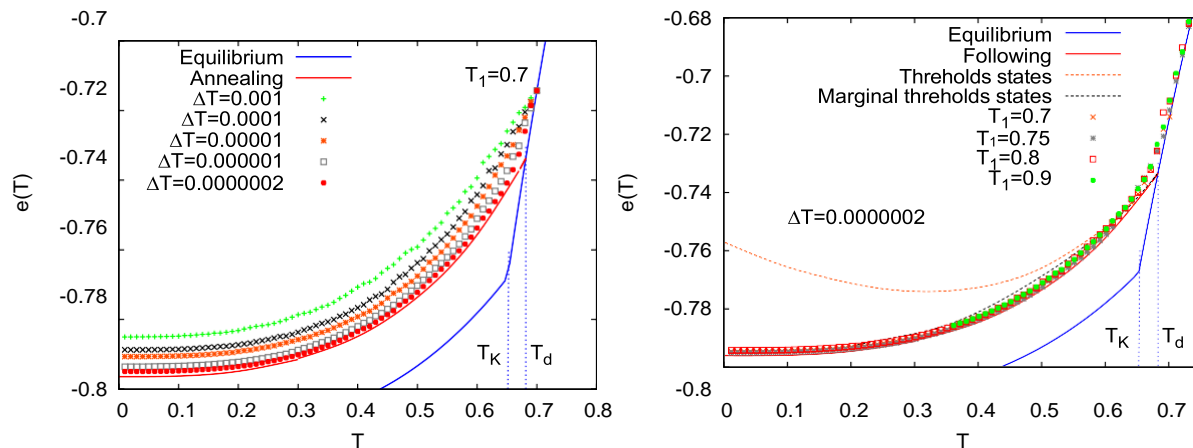 -0.7
-0.72
-0.74
-0.76
-0.78
-0.8
e(T)
Equilibrium
Annealing
ΔT=0.001
ΔT=0.0001
ΔT=0.00001
ΔT=0.000001
ΔT=0.0000002
T1=0.7
TK
Td
0 0.1 0.2 0.3 0.4 0.5 0.6 0.7 0.8
T
-0.68
-0.7
-0.72
-0.74
-0.76
-0.78
-0.8
e(T)
Equilibrium
Following
Threholds states
Marginal threholds states
T1=0.7
T1=0.75
T1=0.8
T1=0.9
ΔT=0.0000002
TK
Td
0 0.1 0.2 0.3 0.4 0.5 0.6 0.7
T